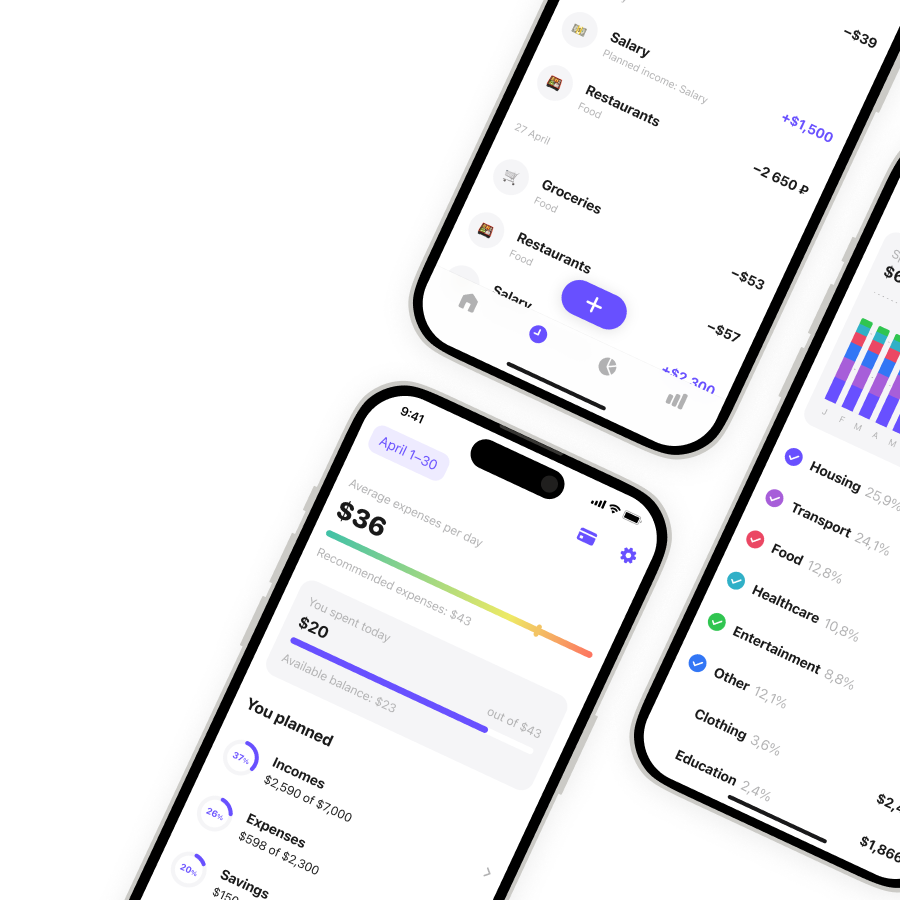 −$39
Salary
Planned income: Salary
+$1,500
Restaurants
Food
−2 650 ₽
27 April
Groceries
Food
−$53
Restaurants
Food
−$57
Salary
+$2 300
9:41
April 1–30
Average expenses per day
$36
Recommended expenses: $43
You spent today
$20
out of $43
Available balance: $23
You planned
37%
Incomes
$2,590 of $7,000
26%
Expenses
$598 of $2,300
20%
Savings
J F M A M
Housing 25,9%
Transport 24,1%
Food 12,8%
Healthcare 10,8%
Entertainment 8,8%
Other 12,1%
Clothing 3,6%
Education 2,4%
$1,866